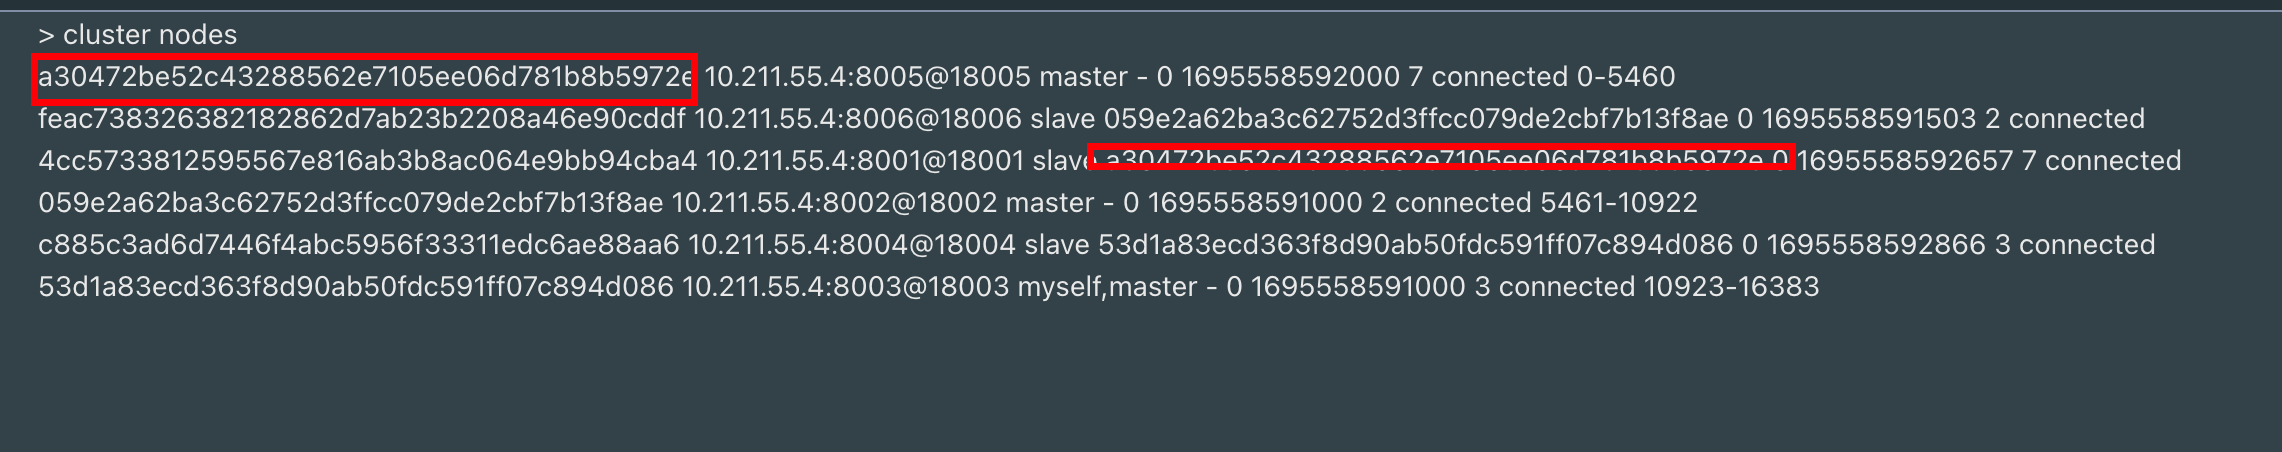 > cluster nodes
a30472be52c43288562e7105ee06d781b8b5972e 10.211.55.4:8005@18005 master - 0 1695558592000 7 connected 0-5460
feac738326382182862d7ab23b2208a46e90cddf 10.211.55.4:8006@18006 slave 059e2a62ba3c62752d3ffcc079de2cbf7b13f8ae 0 1695558591503 2 connected
4cc5733812595567e816ab3b8ac064e9bb94cba4 10.211.55.4:8001@18001 slave a30472be52c43288562e7105ee06d781b8b5972e 0 1695558592657 7 connected
059e2a62ba3c62752d3ffcc079de2cbf7b13f8ae 10.211.55.4:8002@18002 master - 0 1695558591000 2 connected 5461-10922
c885c3ad6d7446f4abc5956f33311edc6ae88aa6 10.211.55.4:8004@18004 slave 53d1a83ecd363f8d90ab50fdc591ff07c894d086 0 1695558592866 3 connected
53d1a83ecd363f8d90ab50fdc591ff07c894d086 10.211.55.4:8003@18003 myself,master - 0 1695558591000 3 connected 10923-16383